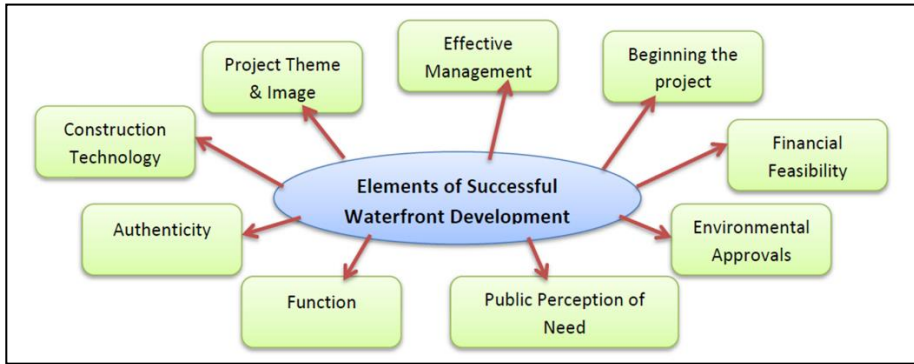 Effective
Management
Beginning the
project
Project Theme
& Image
Construction
Technology
Financial
Feasibility
Elements of Successful
Waterfront Development
Authenticity
Environmental
Approvals
Function
Public Perception of
Need